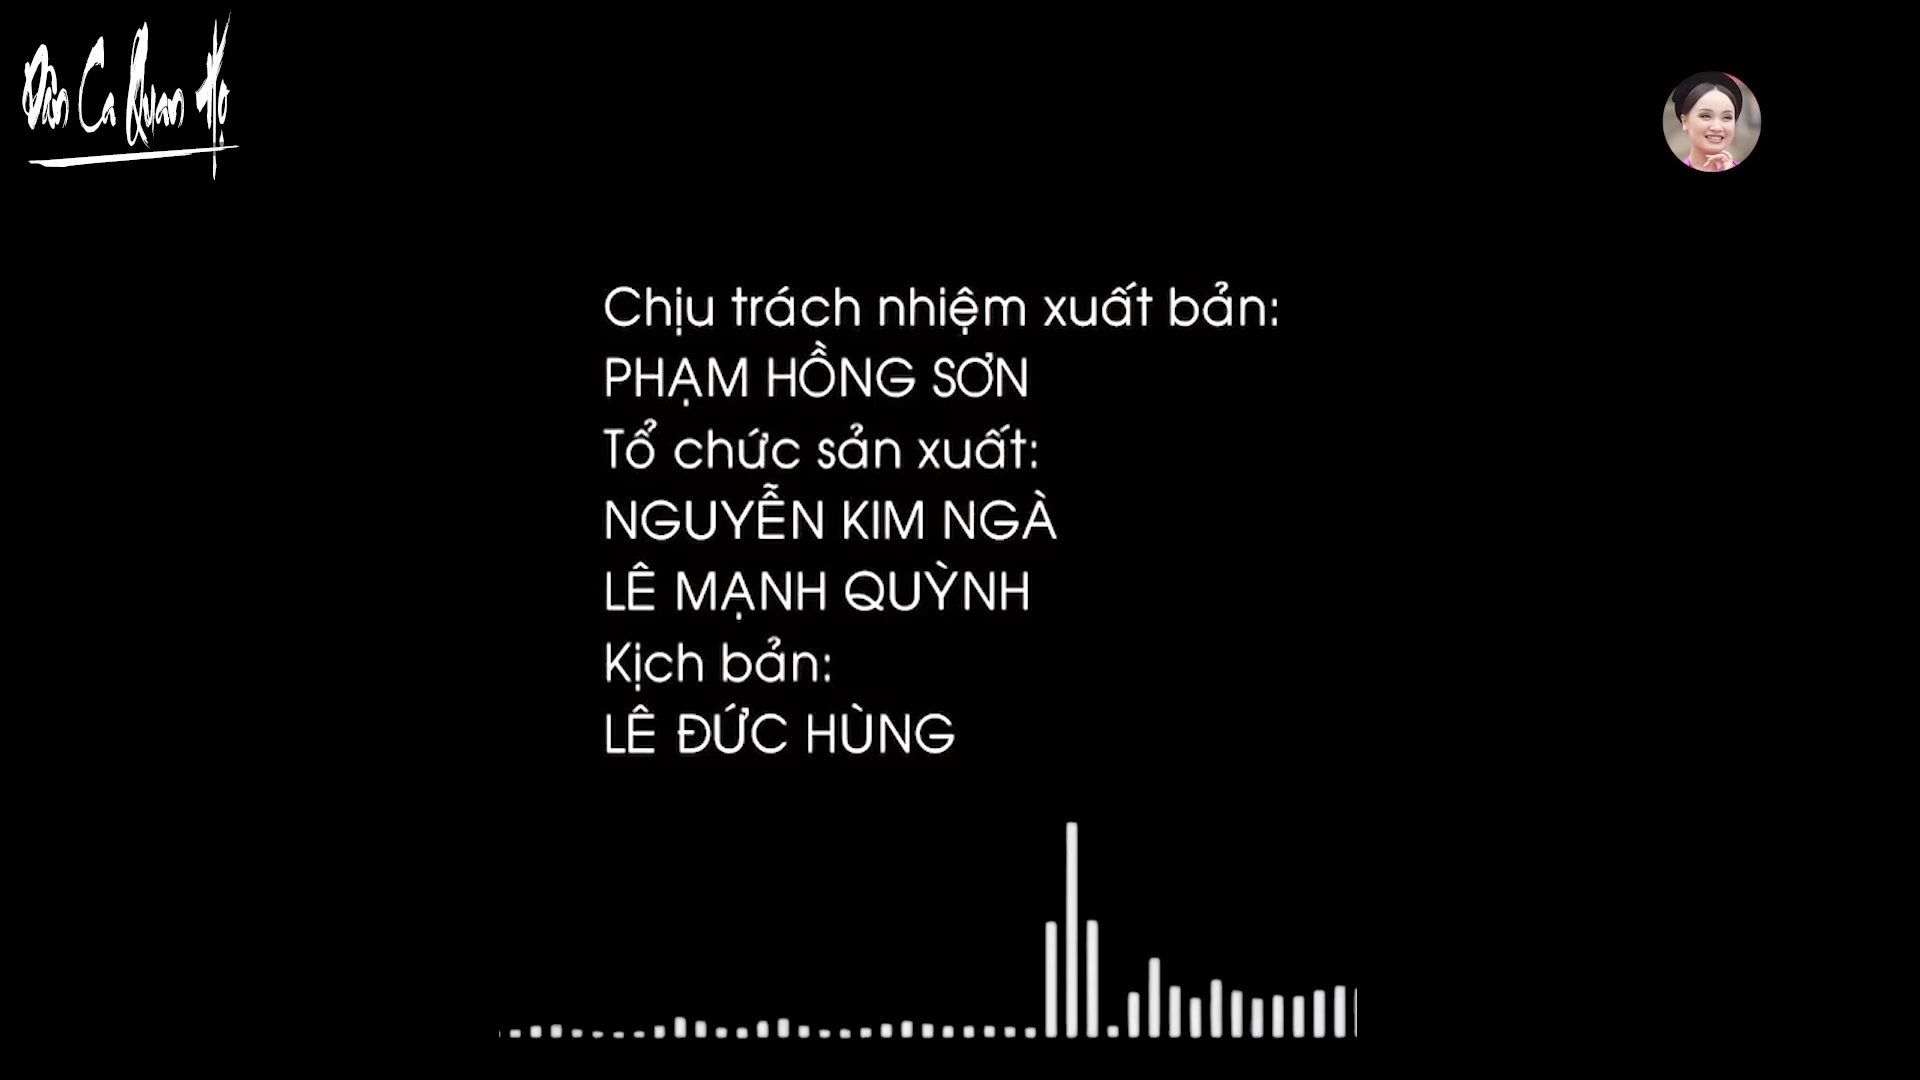 Dân Ca Quan Họ
Chịu trách nhiệm xuất bản:
PHẠM HỒNG SƠN
Tổ chức sản xuất:
NGUYỄN KIM NGÀ
LÊ MẠNH QUỲNH
Kịch bản:
LÊ ĐỨC HÙNG